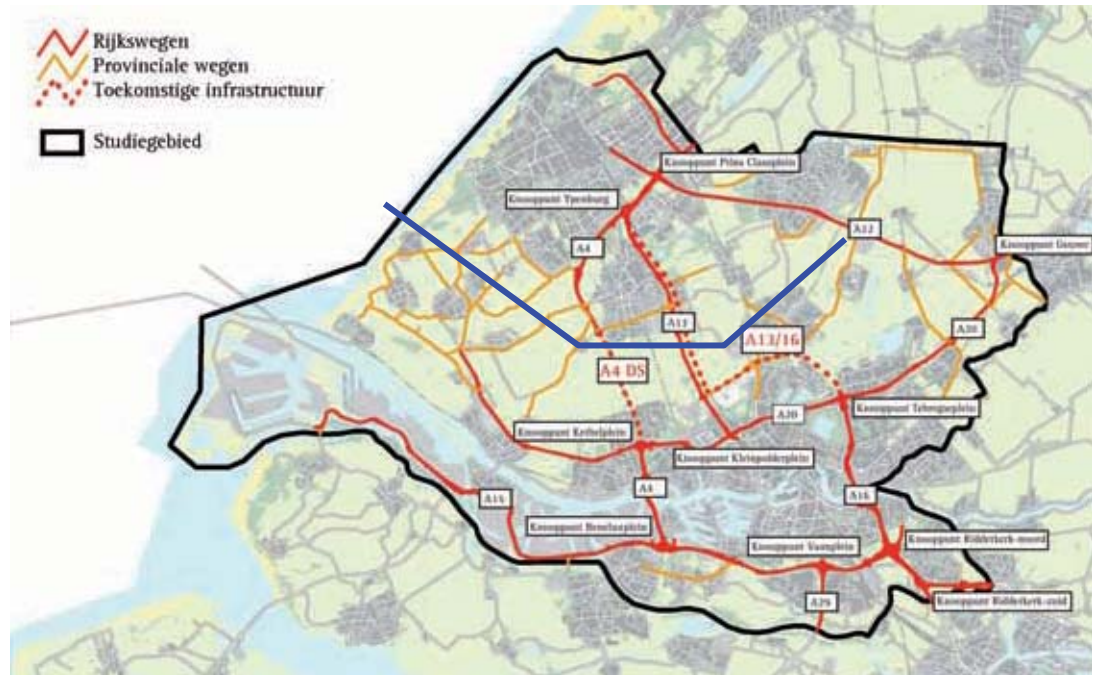 Rijkswegen
Provinciale wegen
Toekomstige infrastructuur
Studiegebied
Knooppunt Prins Clausplein
Knooppunt Ypenburg
A12
A4
Knooppunt Gouwe
A13
A20
A13/16
A4 DS
Knooppunt Terbregseplein
A20
Knooppunt Kethelplein
Knooppunt Kleinpolderplein
A4
A15
A16
Knooppunt Beneluxplein
Knooppunt Vaanplein
Knooppunt Ridderkerk-noord
A29
Knooppunt Ridderkerk-zuid